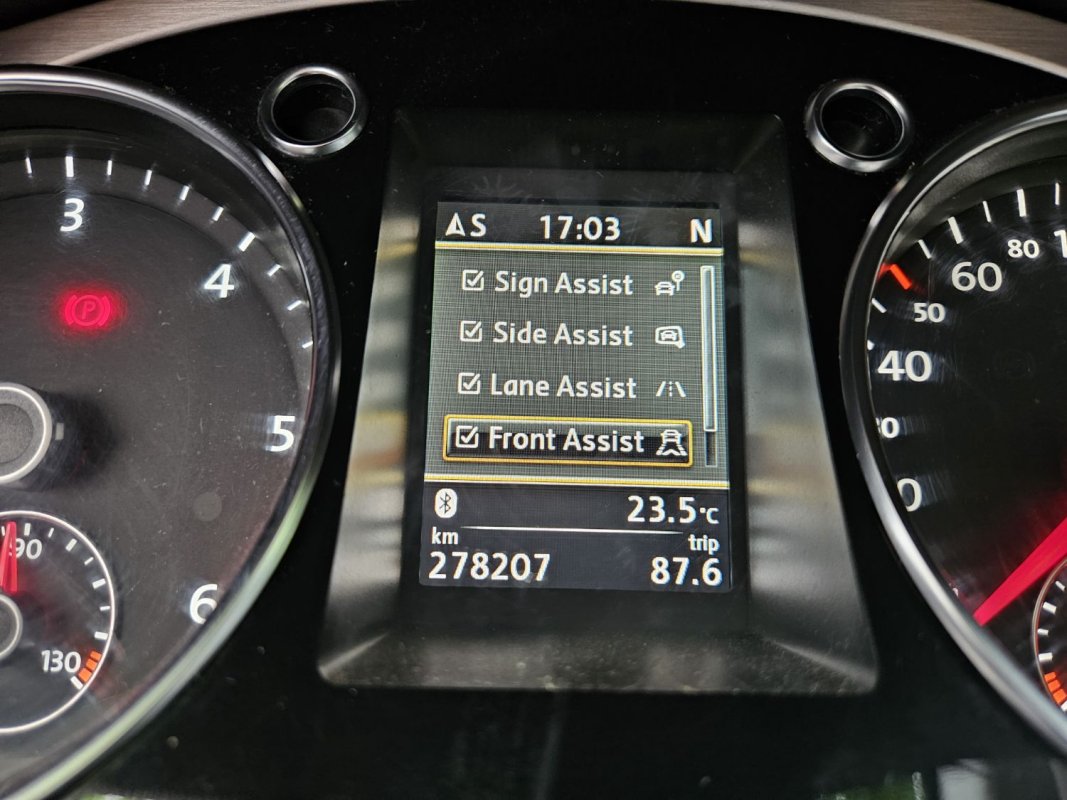 S 17:03 N
Sign Assist
Side Assist
Lane Assist
Front Assist
23.5°C
km trip
278207 87.6
3
4
5
6
P
90
130
80
60
50
40